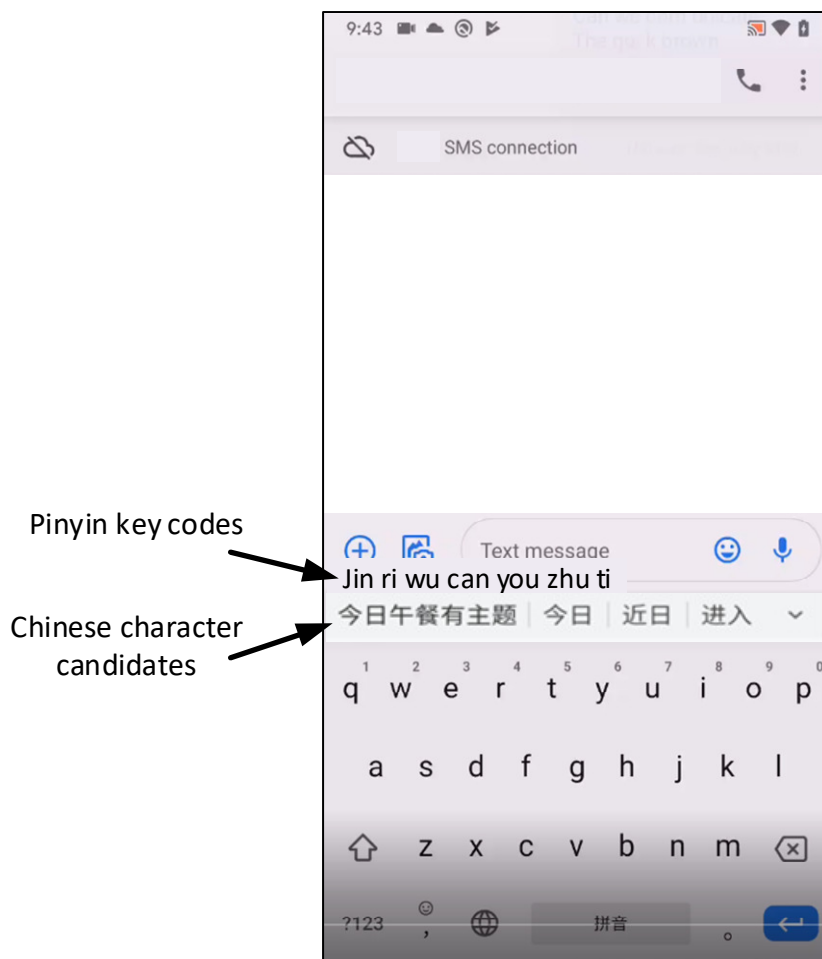 9:43
SMS connection
Pinyin key codes
Text message
Jin ri wu can you zhu ti
Chinese character
candidates
今日午餐有主题 今日 近日 进入
1 2 3 4 5 6 7 8 9 0
q w e r t y u i o p
a s d f g h j k l
z x c v b n m
?123 , 拼音 。